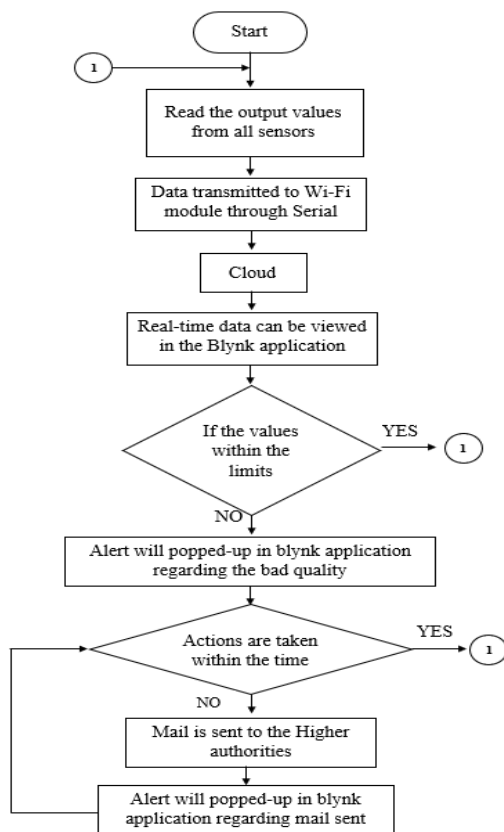 Start
1
Read the output values
from all sensors
Data transmitted to Wi-Fi
module through Serial
Cloud
Real-time data can be viewed
in the Blynk application
If the values
within the
limits
YES
1
NO
Alert will popped-up in blynk application
regarding the bad quality
Actions are taken
within the time
YES
1
NO
Mail is sent to the Higher
authorities
Alert will popped-up in blynk
application regarding mail sent